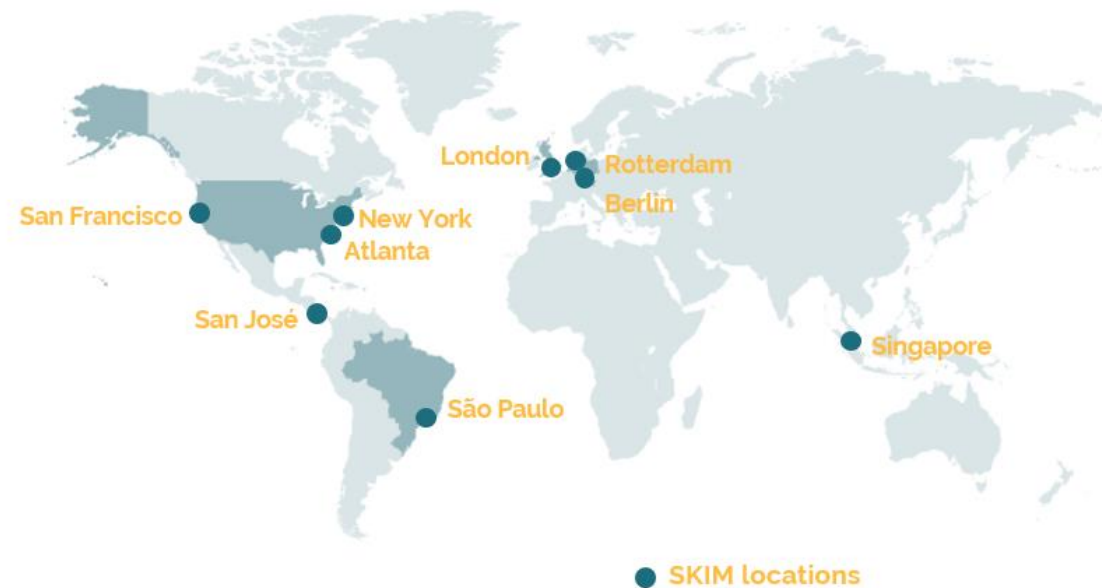 London
Rotterdam
Berlin
San Francisco
New York
Atlanta
San José
Singapore
São Paulo
SKIM locations